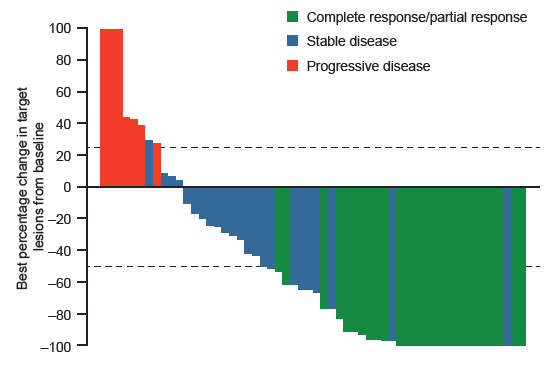 Complete response/partial response
Stable disease
Progressive disease
Best percentage change in target
lesions from baseline
100
80
60
40
20
0
–20
–40
–60
–80
–100